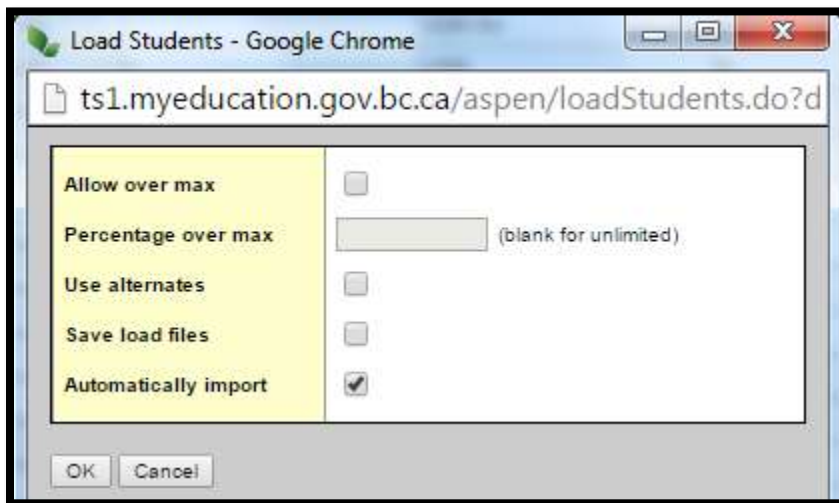 Load Students - Google Chrome
ts1.myeducation.gov.bc.ca/aspen/loadStudents.do?d
Allow over max
Percentage over max (blank for unlimited)
Use alternates
Save load files
Automatically import
OK Cancel